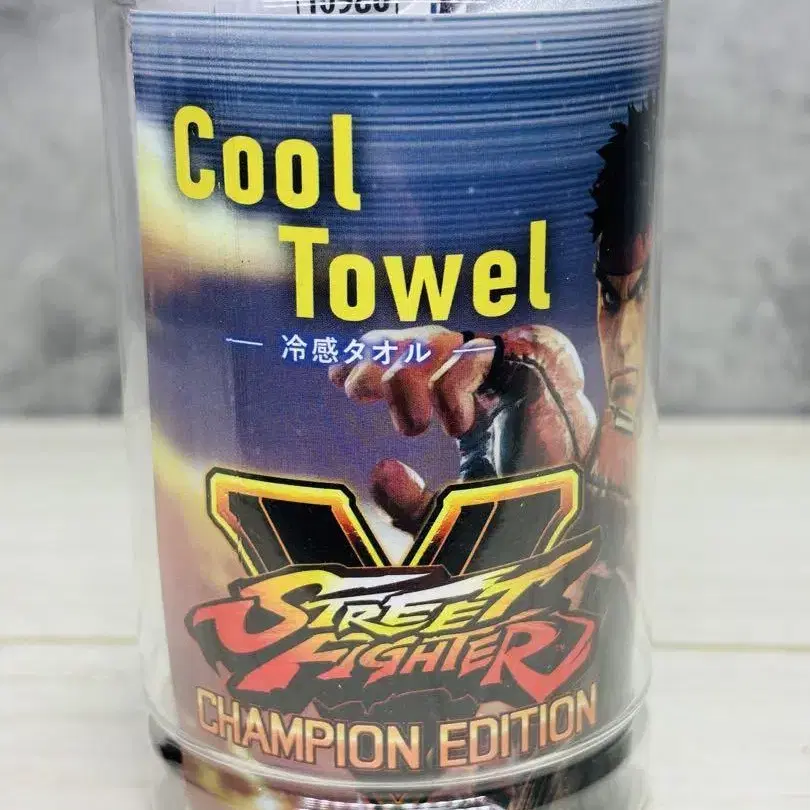 Cool
Towel
冷感タオル
V
STREET
FIGHTER
CHAMPION EDITION